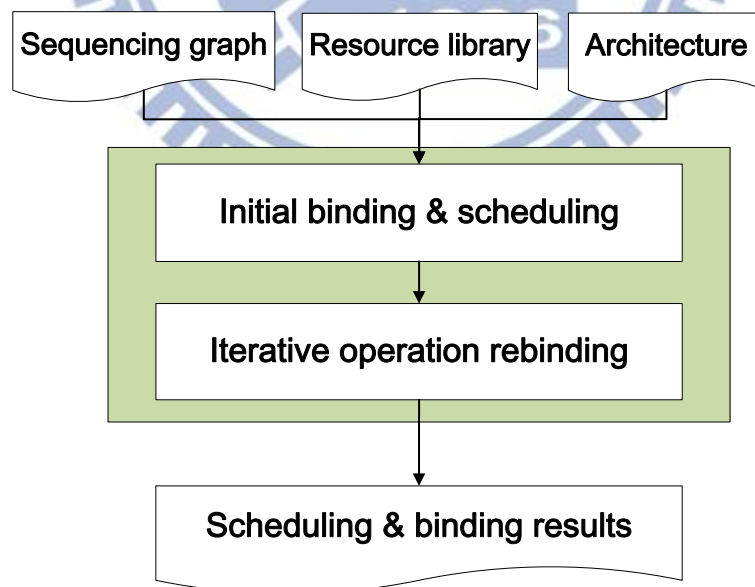 Sequencing graph
Resource library
Architecture
Initial binding & scheduling
Iterative operation rebinding
Scheduling & binding results